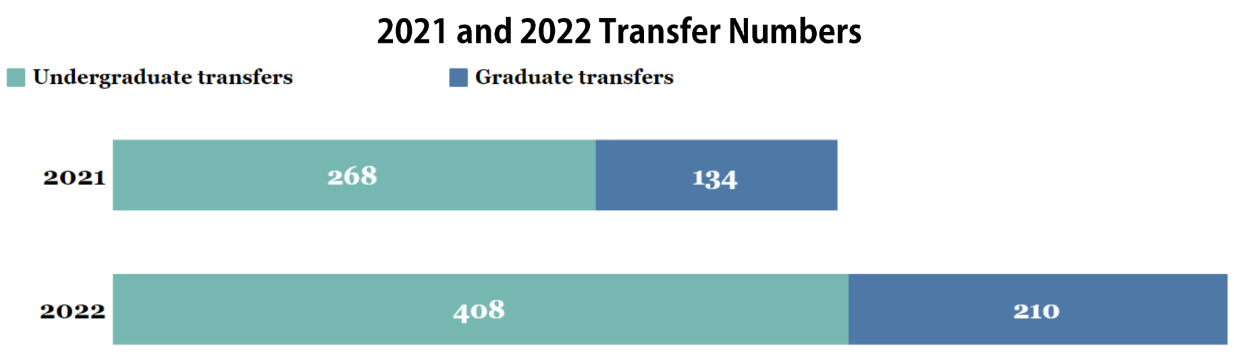 2021 and 2022 Transfer Numbers
Undergraduate transfers Graduate transfers
2021 268 134
2022 408 210